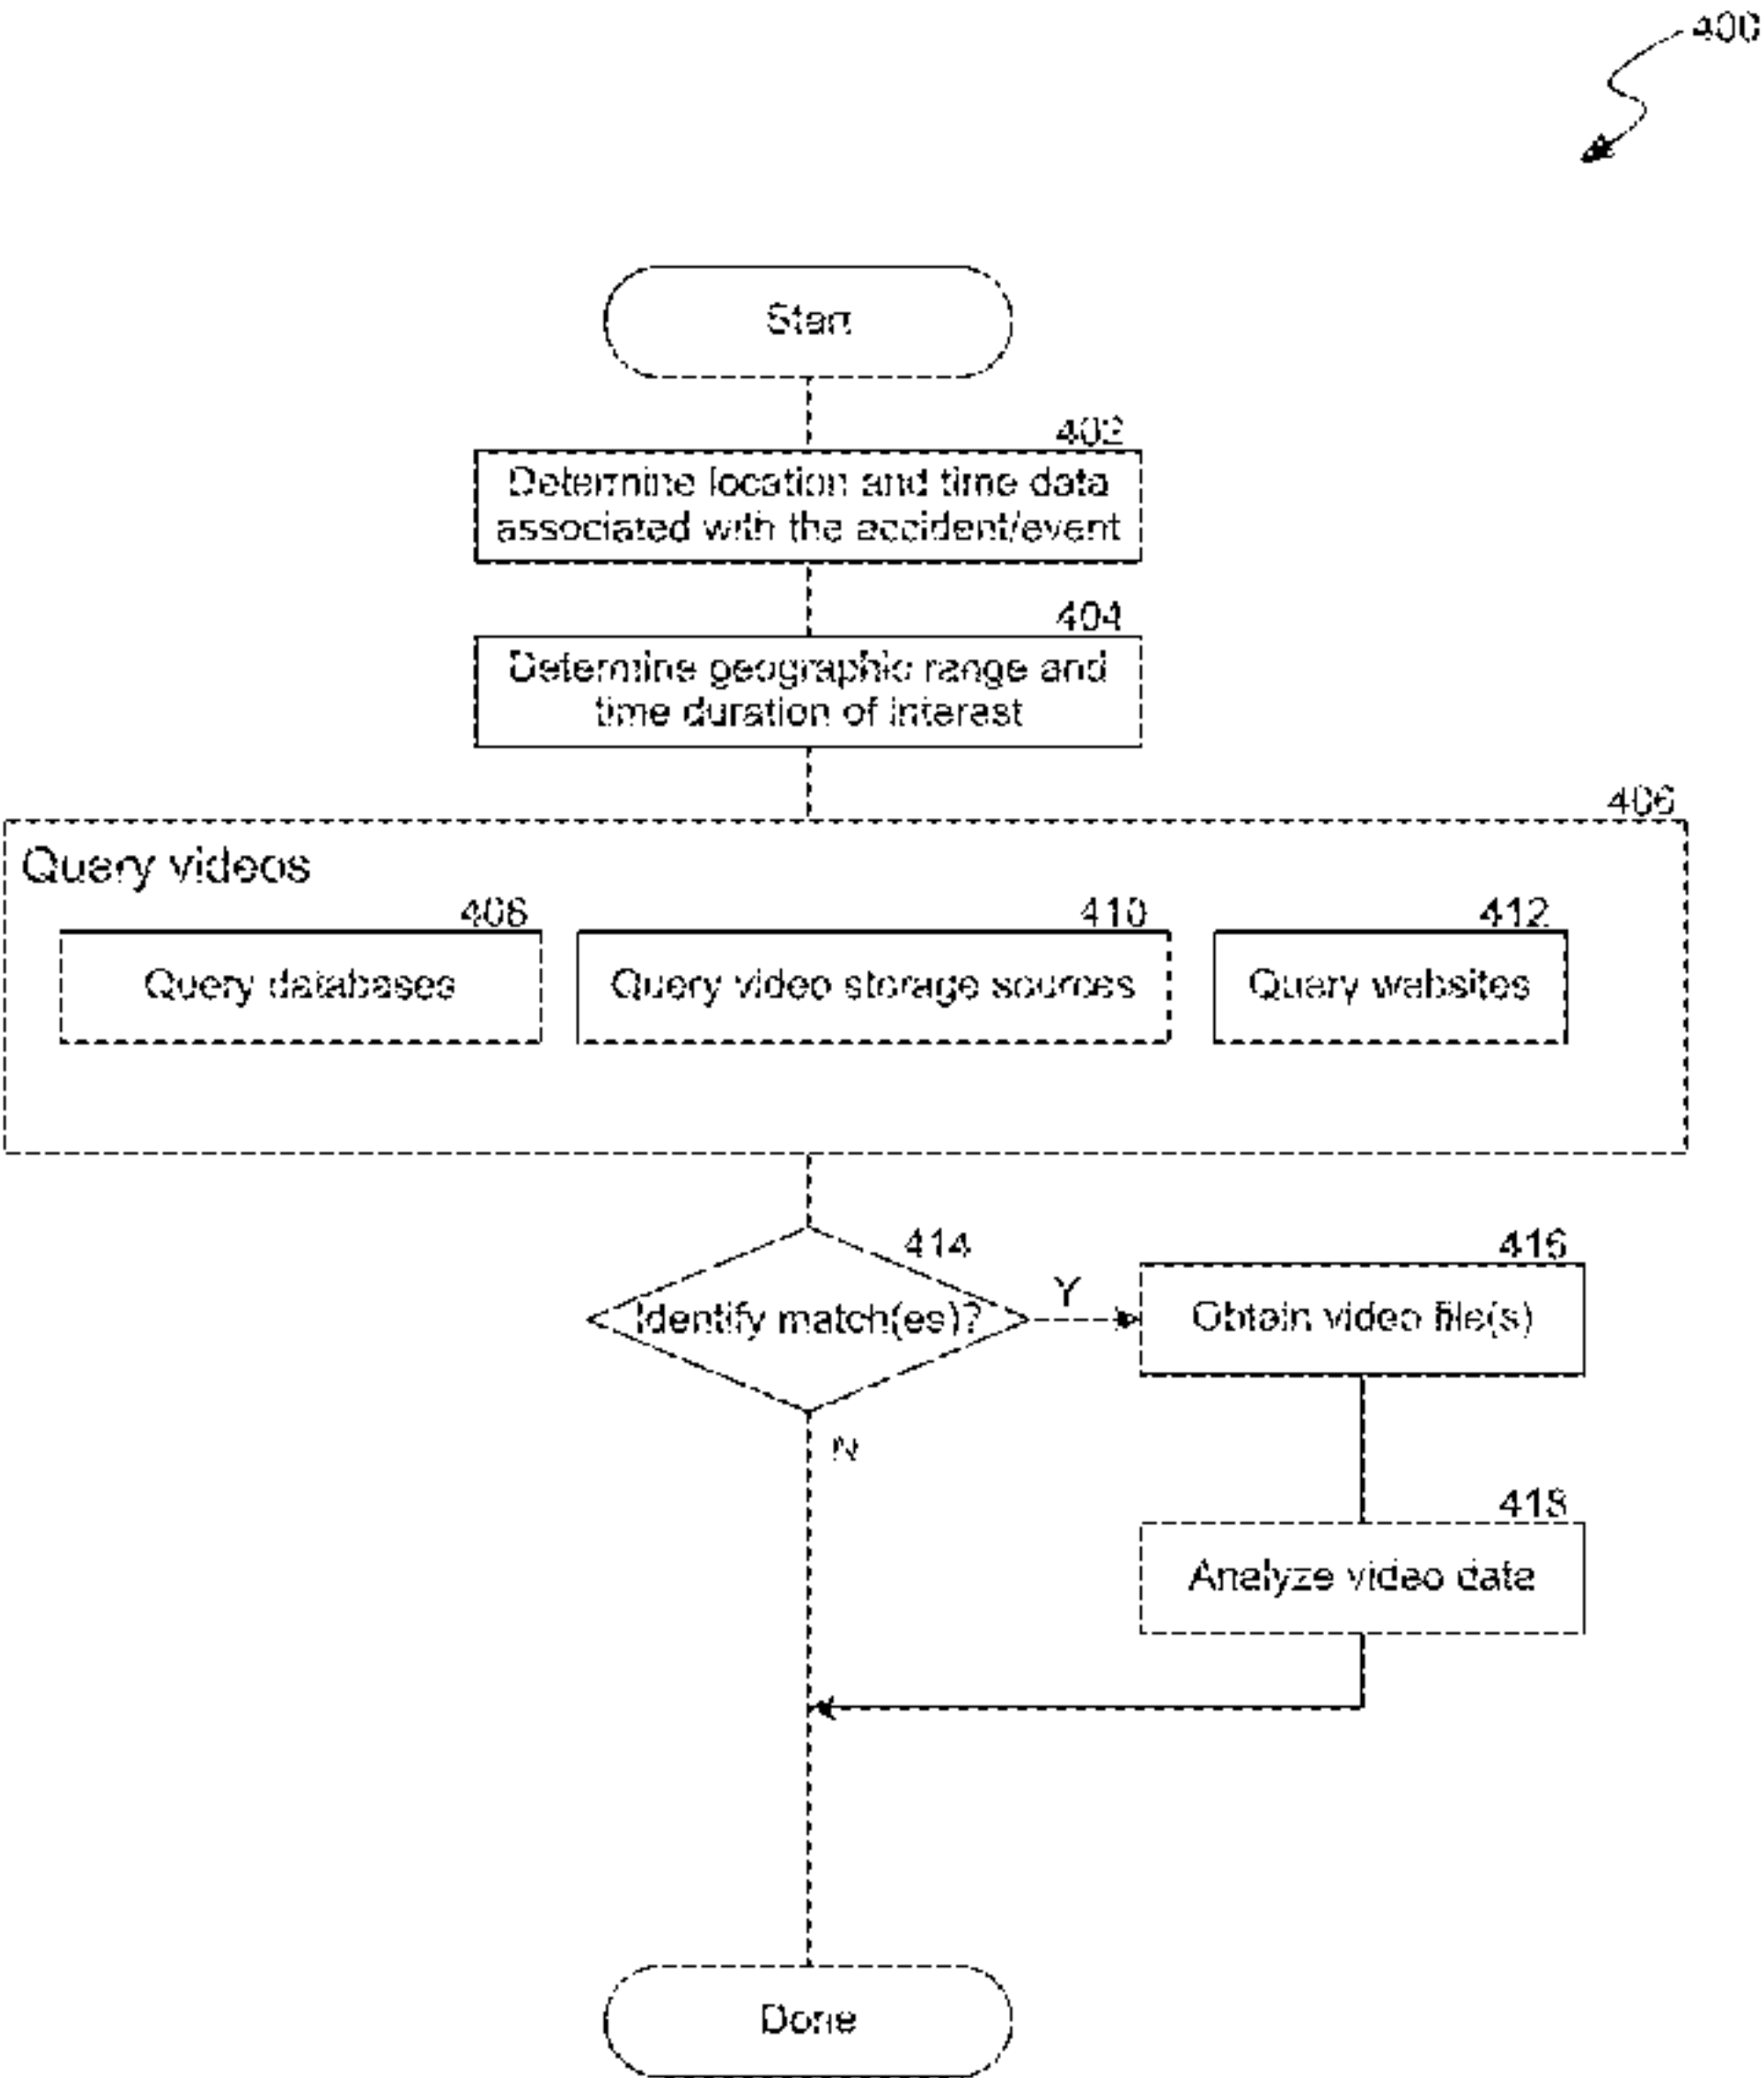 400
Start
402
Determine location and time data
associated with the accident/event
404
Determine geographic range and
time duration of interest
406
Query videos
408
Query databases
410
Query video storage sources
412
Query websites
414
Identify match(es)?
Y
416
Obtain video file(s)
N
418
Analyze video data
Done